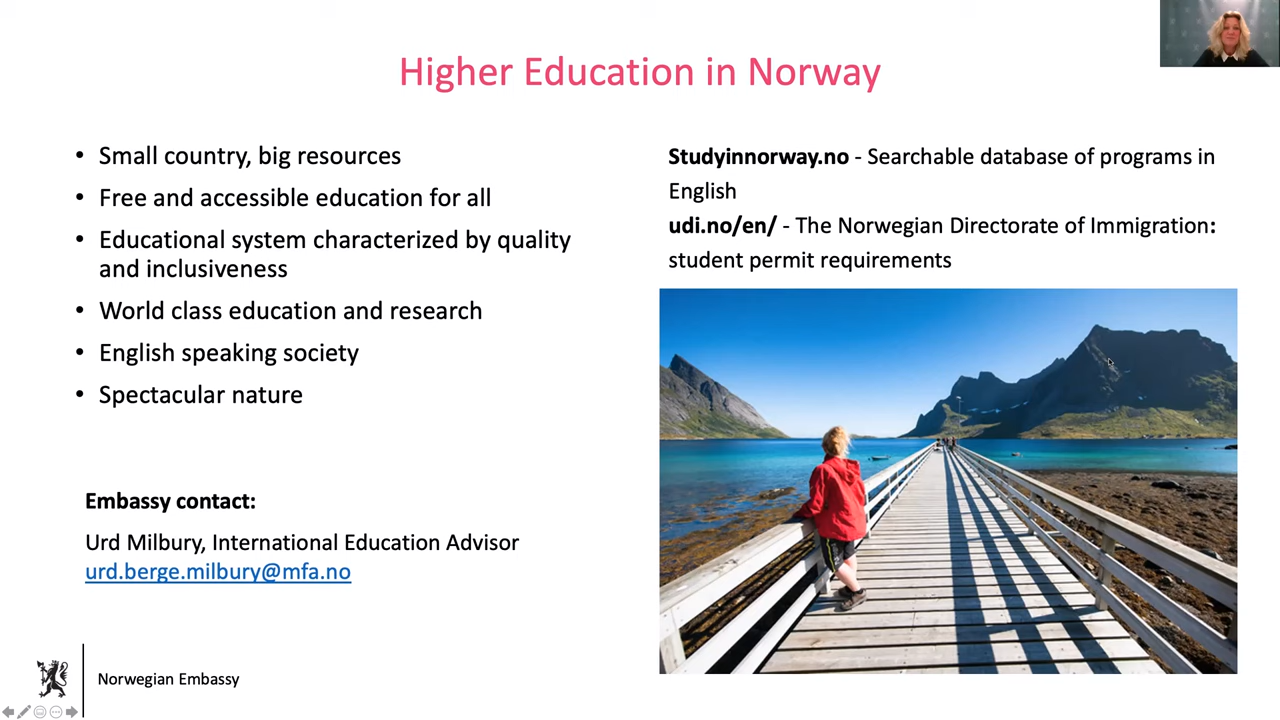 Higher Education in Norway
• Small country, big resources
• Free and accessible education for all
• Educational system characterized by quality
and inclusiveness
• World class education and research
• English speaking society
• Spectacular nature
Embassy contact:
Urd Milbury, International Education Advisor
urd.berge.milbury@mfa.no
Studyinnorway.no - Searchable database of programs in
English
udi.no/en/ - The Norwegian Directorate of Immigration:
student permit requirements
Norwegian Embassy